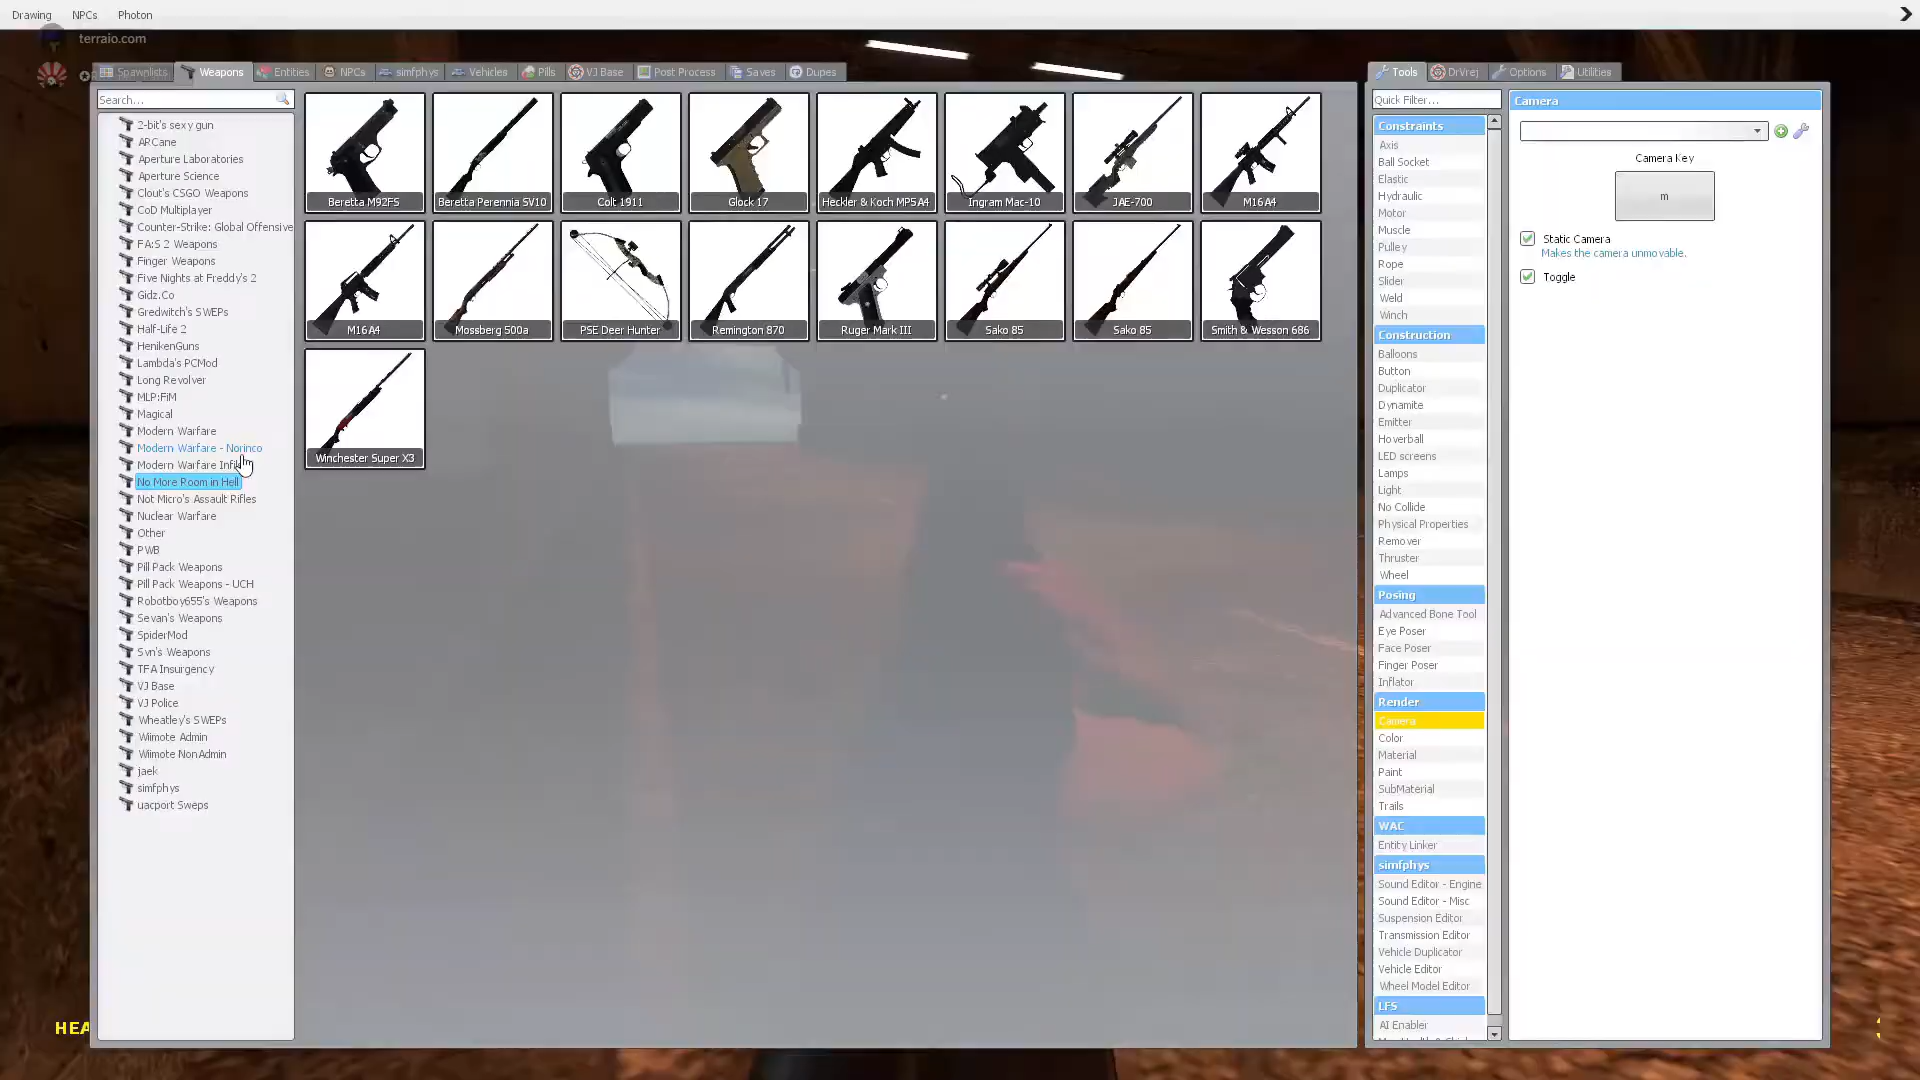 Drawing NPCs Photon
terraio.com
Spawnlists Weapons Entities NPCs simfphys Vehicles Pills VJ Base Post Process Saves Dupes
Search...
2-bit's sexy gun
ARCane
Aperture Laboratories
Aperture Science
Clout's CSGO Weapons
CoD Multiplayer
Counter-Strike: Global Offensive
FA:S 2 Weapons
Finger Weapons
Five Nights at Freddy's 2
Gidz.Co
Gredwitch's SWEPs
Half-Life 2
HenikenGuns
Lambda's PCMod
Long Revolver
MLP:FiM
Magical
Modern Warfare
Modern Warfare - Norinco
Modern Warfare
No More Room in Hell
Not Micro's Assault Rifles
Nuclear Warfare
Other
PWB
Pill Pack Weapons
Pill Pack Weapons - UCH
Robotboy655's Weapons
Sevan's Weapons
SpiderMod
Svn's Weapons
TFA Insurgency
VJ Base
VJ Police
Wheatley's SWEPs
Wiimote Admin
Wiimote NonAdmin
jaek
simfphys
uacport Sweps
Beretta M92FS
Beretta Perennia SV10
Colt 1911
Glock 17
Heckler & Koch MP5A4
Ingram Mac-10
JAE-700
M16A4
M16A4
Mossberg 500a
PSE Deer Hunter
Remington 870
Ruger Mark III
Sako 85
Sako 85
Smith & Wesson 686
Winchester Super X3
HEA
Tools DrVrej Options Utilities
Quick Filter...
Constraints
Axis
Ball Socket
Elastic
Hydraulic
Motor
Muscle
Pulley
Rope
Slider
Weld
Winch
Construction
Balloons
Button
Duplicator
Dynamite
Emitter
Hoverball
LED screens
Lamps
Light
No Collide
Physical Properties
Remover
Thruster
Wheel
Posing
Advanced Bone Tool
Eye Poser
Face Poser
Finger Poser
Inflator
Render
Camera
Color
Material
Paint
SubMaterial
Trails
WAC
Entity Linker
simfphys
Sound Editor - Engine
Sound Editor - Misc
Suspension Editor
Transmission Editor
Vehicle Duplicator
Vehicle Editor
Wheel Model Editor
LFS
AI Enabler
Camera
Camera Key
m
Static Camera
Makes the camera unmovable.
Toggle